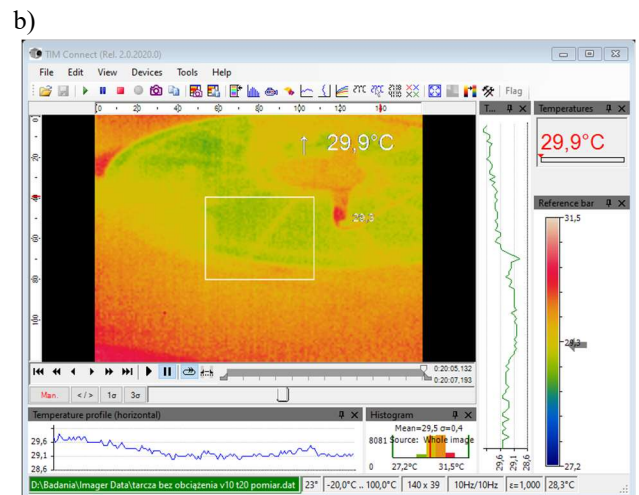 b)
TIM Connect (Rel. 2.0.2020.0)
File Edit View Devices Tools Help
Flag
0 20 40 60 80 100 120 140
T... Temperatures
29,9°C
29,9°C
29,3
20
40
60
80
100
Reference bar
31,5
27,2
29,6
29,1
28,6
0:20:05,132
0:20:07,193
Man. < / > 1σ 3σ
Temperature profile (horizontal)
29,6
29,1
28,6
Histogram
Mean=29,5 σ=0,4
8081 Source: Whole image
0 27,2°C 31,5°C
D:\Badania\Imager Data\tarcza bez obciążenia v10 t20 pomiar.dat 23° -20,0°C .. 100,0°C 140 x 39 10Hz/10Hz ε=1,000 28,3°C